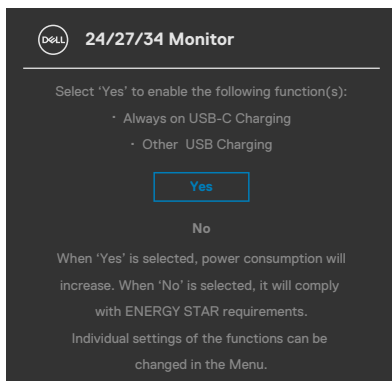 DELL
24/27/34 Monitor
Select ‘Yes’ to enable the following function(s):
· Always on USB-C Charging
· Other USB Charging
Yes
No
When ‘Yes’ is selected, power consumption will
increase. When ‘No’ is selected, it will comply
with ENERGY STAR requirements.
Individual settings of the functions can be
changed in the Menu.